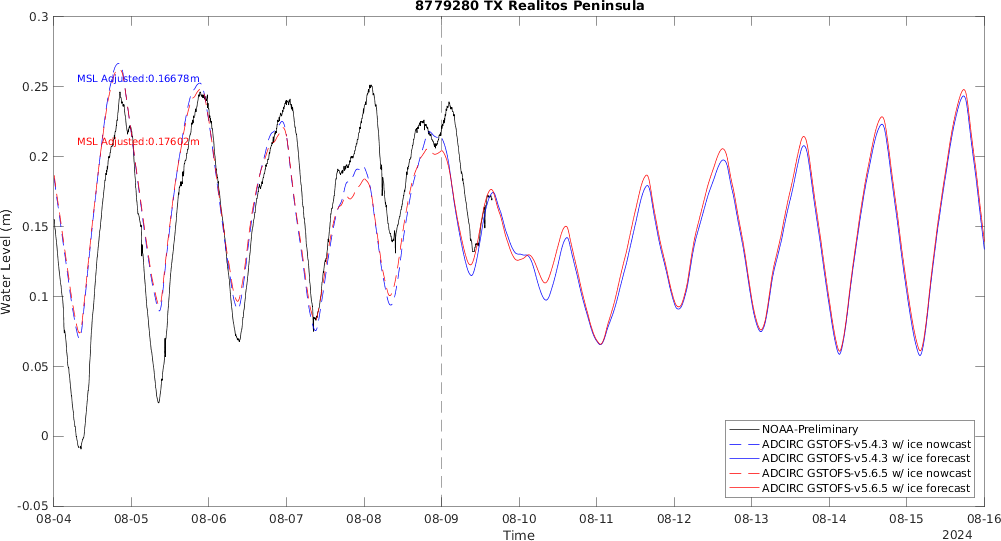 8779280 TX Realitos Peninsula
0.3
0.25
0.2
0.15
0.1
0.05
0
-0.05
Water Level (m)
MSL Adjusted:0.16678m
MSL Adjusted:0.17602m
NOAA-Preliminary
ADCIRC GSTOFS-v5.4.3 w/ ice nowcast
ADCIRC GSTOFS-v5.4.3 w/ ice forecast
ADCIRC GSTOFS-v5.6.5 w/ ice nowcast
ADCIRC GSTOFS-v5.6.5 w/ ice forecast
08-04 08-05 08-06 08-07 08-08 08-09 08-10 08-11 08-12 08-13 08-14 08-15 08-16
Time
2024